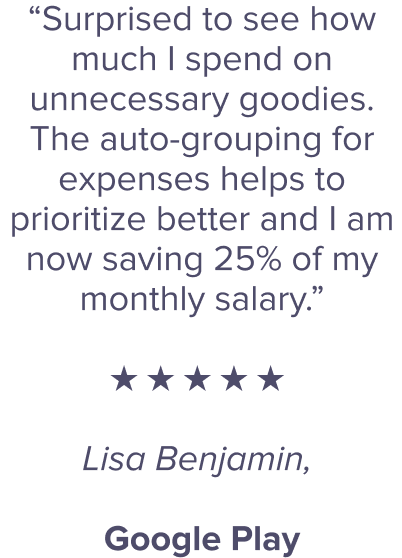 “Surprised to see how
much I spend on
unnecessary goodies.
The auto-grouping for
expenses helps to
prioritize better and I am
now saving 25% of my
monthly salary.”
★★★★★
Lisa Benjamin,
Google Play